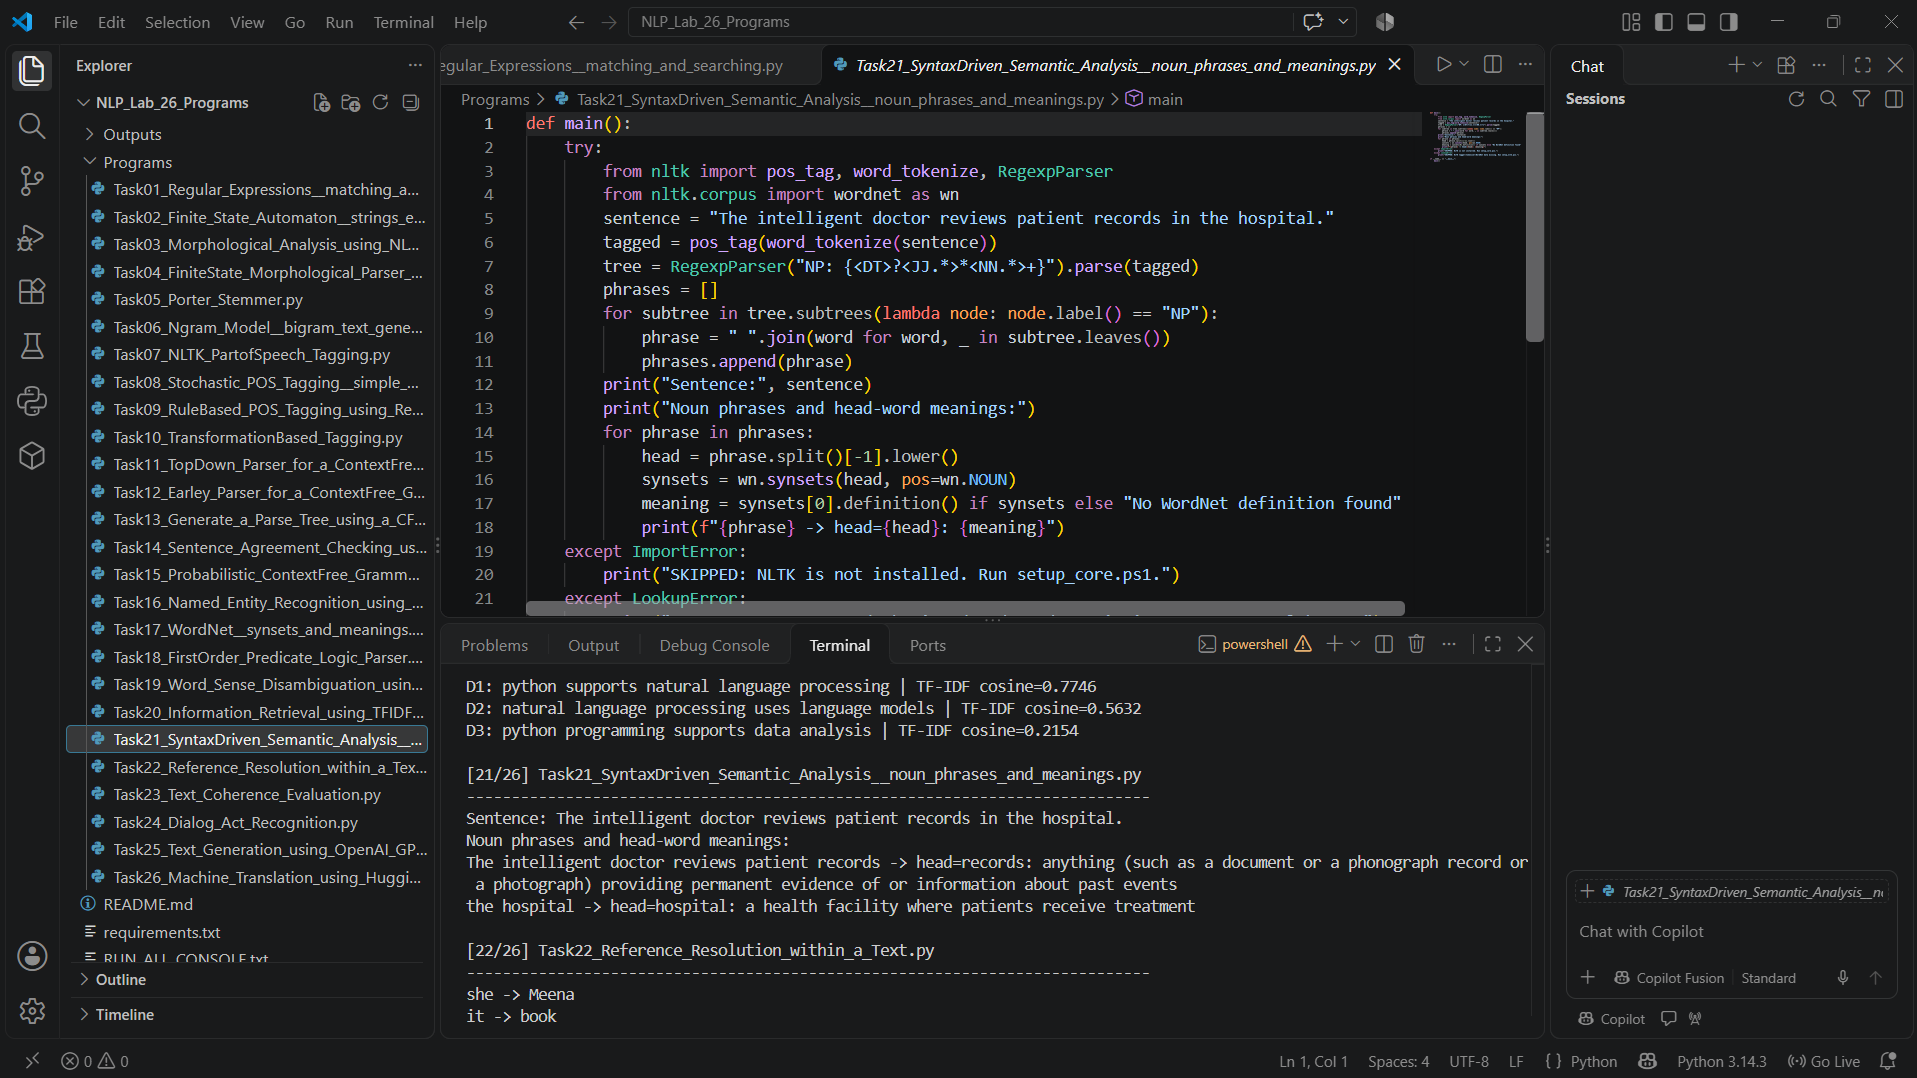 File Edit Selection View Go Run Terminal Help
NLP_Lab_26_Programs
Explorer
NLP_Lab_26_Programs
Outputs
Programs
Task01_Regular_Expressions__matching_a...
Task02_Finite_State_Automaton__strings_e...
Task03_Morphological_Analysis_using_NL...
Task04_FiniteState_Morphological_Parser_...
Task05_Porter_Stemmer.py
Task06_Ngram_Model__bigram_text_gene...
Task07_NLTK_PartofSpeech_Tagging.py
Task08_Stochastic_POS_Tagging__simple_...
Task09_RuleBased_POS_Tagging_using_Re...
Task10_TransformationBased_Tagging.py
Task11_TopDown_Parser_for_a_ContextFre...
Task12_Earley_Parser_for_a_ContextFree_G...
Task13_Generate_a_Parse_Tree_using_a_CF...
Task14_Sentence_Agreement_Checking_us...
Task15_Probabilistic_ContextFree_Gramm...
Task16_Named_Entity_Recognition_using_...
Task17_WordNet__synsets_and_meanings....
Task18_FirstOrder_Predicate_Logic_Parser....
Task19_Word_Sense_Disambiguation_usin...
Task20_Information_Retrieval_using_TFIDF...
Task21_SyntaxDriven_Semantic_Analysis__...
Task22_Reference_Resolution_within_a_Tex...
Task23_Text_Coherence_Evaluation.py
Task24_Dialog_Act_Recognition.py
Task25_Text_Generation_using_OpenAI_GP...
Task26_Machine_Translation_using_Huggi...
README.md
requirements.txt
RUN_ALL_CONSOLE.txt
Outline
Timeline
egular_Expressions__matching_and_searching.py
Task21_SyntaxDriven_Semantic_Analysis__noun_phrases_and_meanings.py
Programs > Task21_SyntaxDriven_Semantic_Analysis__noun_phrases_and_meanings.py > main
1 def main():
2 try:
3 from nltk import pos_tag, word_tokenize, RegexpParser
4 from nltk.corpus import wordnet as wn
5 sentence = "The intelligent doctor reviews patient records in the hospital."
6 tagged = pos_tag(word_tokenize(sentence))
7 tree = RegexpParser("NP: {<DT>?<JJ.*>*<NN.*>+}").parse(tagged)
8 phrases = []
9 for subtree in tree.subtrees(lambda node: node.label() == "NP"):
10 phrase = " ".join(word for word, _ in subtree.leaves())
11 phrases.append(phrase)
12 print("Sentence:", sentence)
13 print("Noun phrases and head-word meanings:")
14 for phrase in phrases:
15 head = phrase.split()[-1].lower()
16 synsets = wn.synsets(head, pos=wn.NOUN)
17 meaning = synsets[0].definition() if synsets else "No WordNet definition found"
18 print(f"{phrase} -> head={head}: {meaning}")
19 except ImportError:
20 print("SKIPPED: NLTK is not installed. Run setup_core.ps1.")
21 except LookupError:
Problems Output Debug Console Terminal Ports
powershell
D1: python supports natural language processing | TF-IDF cosine=0.7746
D2: natural language processing uses language models | TF-IDF cosine=0.5632
D3: python programming supports data analysis | TF-IDF cosine=0.2154
[21/26] Task21_SyntaxDriven_Semantic_Analysis__noun_phrases_and_meanings.py
----------------------------------------------------------------------------
Sentence: The intelligent doctor reviews patient records in the hospital.
Noun phrases and head-word meanings:
The intelligent doctor reviews patient records -> head=records: anything (such as a document or a phonograph record or
a photograph) providing permanent evidence of or information about past events
the hospital -> head=hospital: a health facility where patients receive treatment
[22/26] Task22_Reference_Resolution_within_a_Text.py
----------------------------------------------------------------------------
she -> Meena
it -> book
Chat
Sessions
Task21_SyntaxDriven_Semantic_Analysis__n
Chat with Copilot
Copilot Fusion Standard
Copilot
0 0
Ln 1, Col 1 Spaces: 4 UTF-8 LF { } Python Python 3.14.3 Go Live